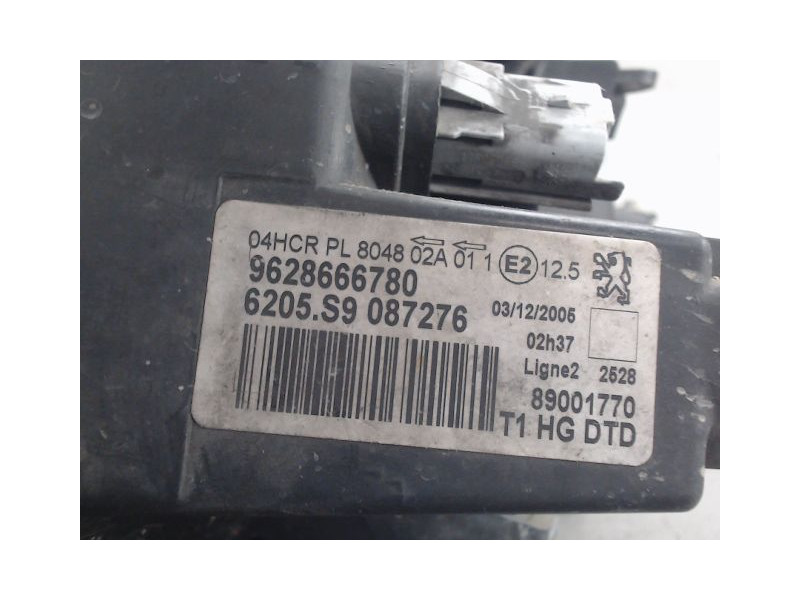 04HCR PL 8048 02A 01 1 E2 12.5
9628666780
6205.S9 087276
03/12/2005
02h37
Ligne2 2528
89001770
T1 HG DTD